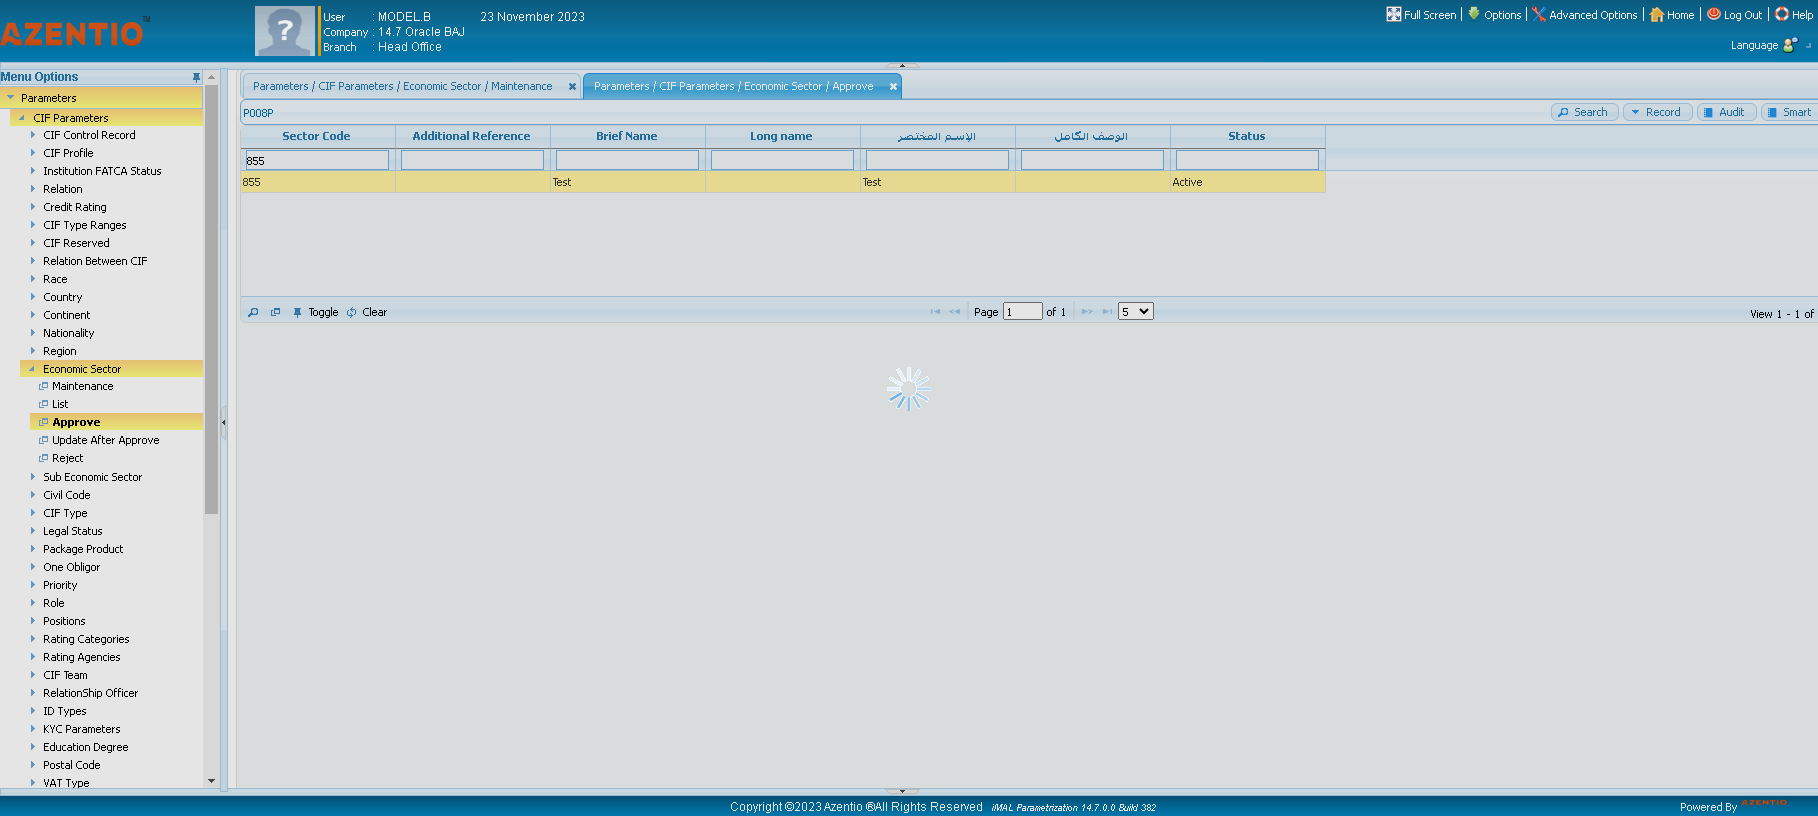 AZENTIO™
User : MODEL.B 23 November 2023
Company : 14.7 Oracle BAJ
Branch : Head Office
Full Screen Options Advanced Options Home Log Out Help
Language
Menu Options
Parameters
CIF Parameters
CIF Control Record
CIF Profile
Institution FATCA Status
Relation
Credit Rating
CIF Type Ranges
CIF Reserved
Relation Between CIF
Race
Country
Continent
Nationality
Region
Economic Sector
Maintenance
List
Approve
Update After Approve
Reject
Sub Economic Sector
Civil Code
CIF Type
Legal Status
Package Product
One Obligor
Priority
Role
Positions
Rating Categories
Rating Agencies
CIF Team
RelationShip Officer
ID Types
KYC Parameters
Education Degree
Postal Code
VAT Type
Parameters / CIF Parameters / Economic Sector / Maintenance
Parameters / CIF Parameters / Economic Sector / Approve
P008P
Search Record Audit Smart
Sector Code Additional Reference Brief Name Long name الإسم المختصر الوصف الكامل Status
855
855 Test Test Active
Toggle Clear Page 1 of 1 5 View 1 - 1 of
Copyright ©2023 Azentio ®All Rights Reserved iMAL Parametrization 14.7.0.0 Build 382
Powered By AZENTIO